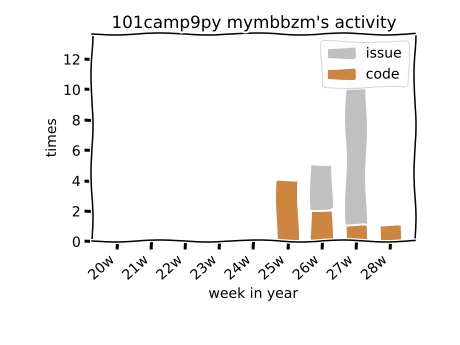 101camp9py mymbbzm's activity
issue
code
times
12
10
8
6
4
2
0
20w 21w 22w 23w 24w 25w 26w 27w 28w
week in year